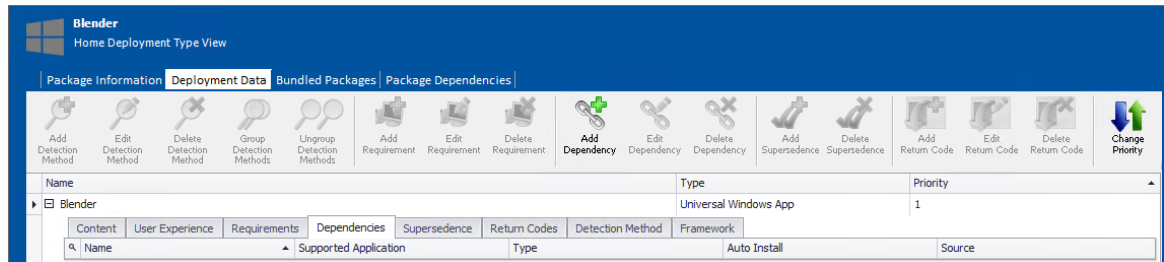 Blender
Home Deployment Type View
Package Information Deployment Data Bundled Packages Package Dependencies
Add Detection Method Edit Detection Method Delete Detection Method Group Detection Methods Ungroup Detection Methods Add Requirement Edit Requirement Delete Requirement Add Dependency Edit Dependency Delete Dependency Add Supersedence Delete Supersedence Add Return Code Edit Return Code Delete Return Code Change Priority
Name Type Priority
Blender Universal Windows App 1
Content User Experience Requirements Dependencies Supersedence Return Codes Detection Method Framework
Name Supported Application Type Auto Install Source